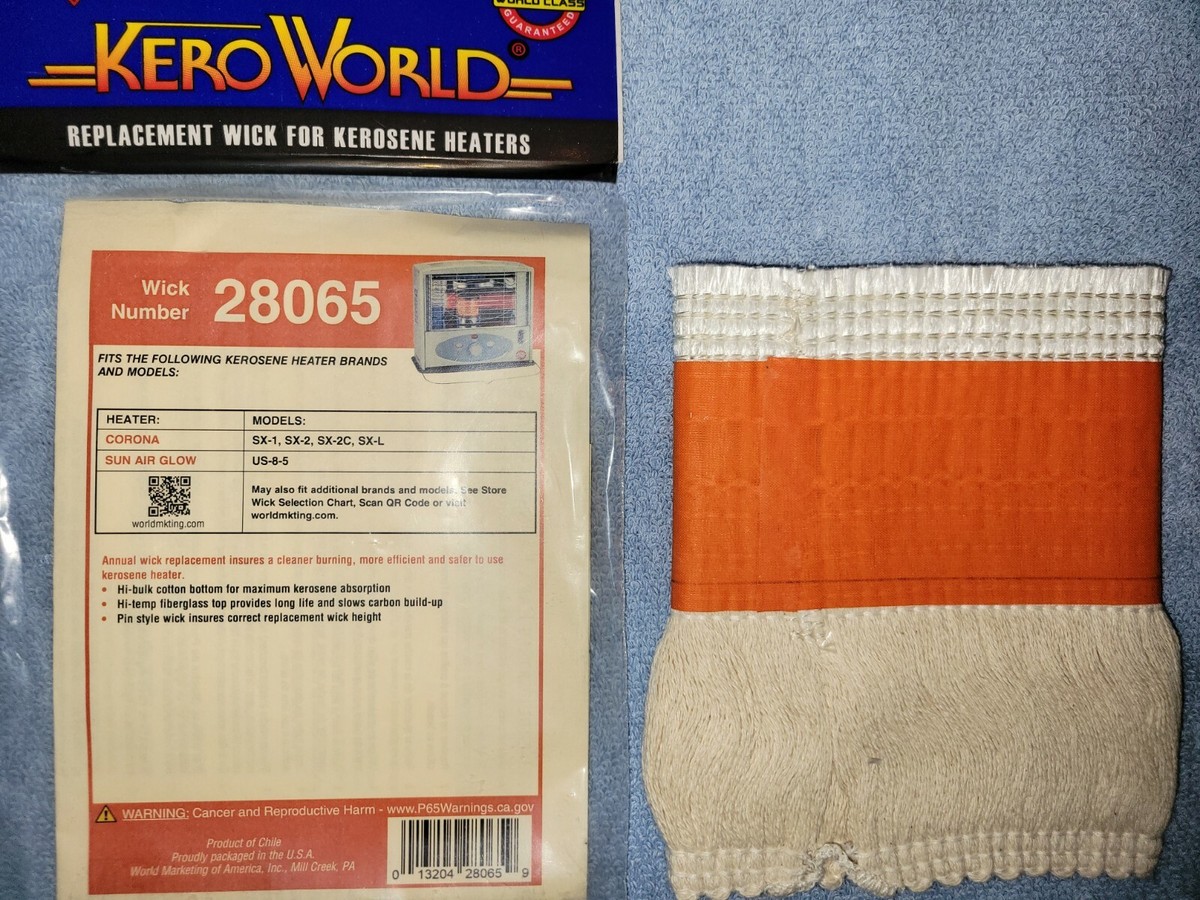 WORLD CLASS
GUARANTEED
KERO WORLD®
REPLACEMENT WICK FOR KEROSENE HEATERS
Wick
Number
28065
FITS THE FOLLOWING KEROSENE HEATER BRANDS
AND MODELS:
HEATER: MODELS:
CORONA SX-1, SX-2, SX-2C, SX-L
SUN AIR GLOW US-8-5
worldmkting.com
May also fit additional brands and models. See Store
Wick Selection Chart, Scan QR Code or visit
worldmkting.com.
Annual wick replacement insures a cleaner burning, more efficient and safer to use
kerosene heater.
• Hi-bulk cotton bottom for maximum kerosene absorption
• Hi-temp fiberglass top provides long life and slows carbon build-up
• Pin style wick insures correct replacement wick height
WARNING: Cancer and Reproductive Harm - www.P65Warnings.ca.gov
Product of Chile
Proudly packaged in the U.S.A.
World Marketing of America, Inc., Mill Creek, PA
0 13204 28065 9